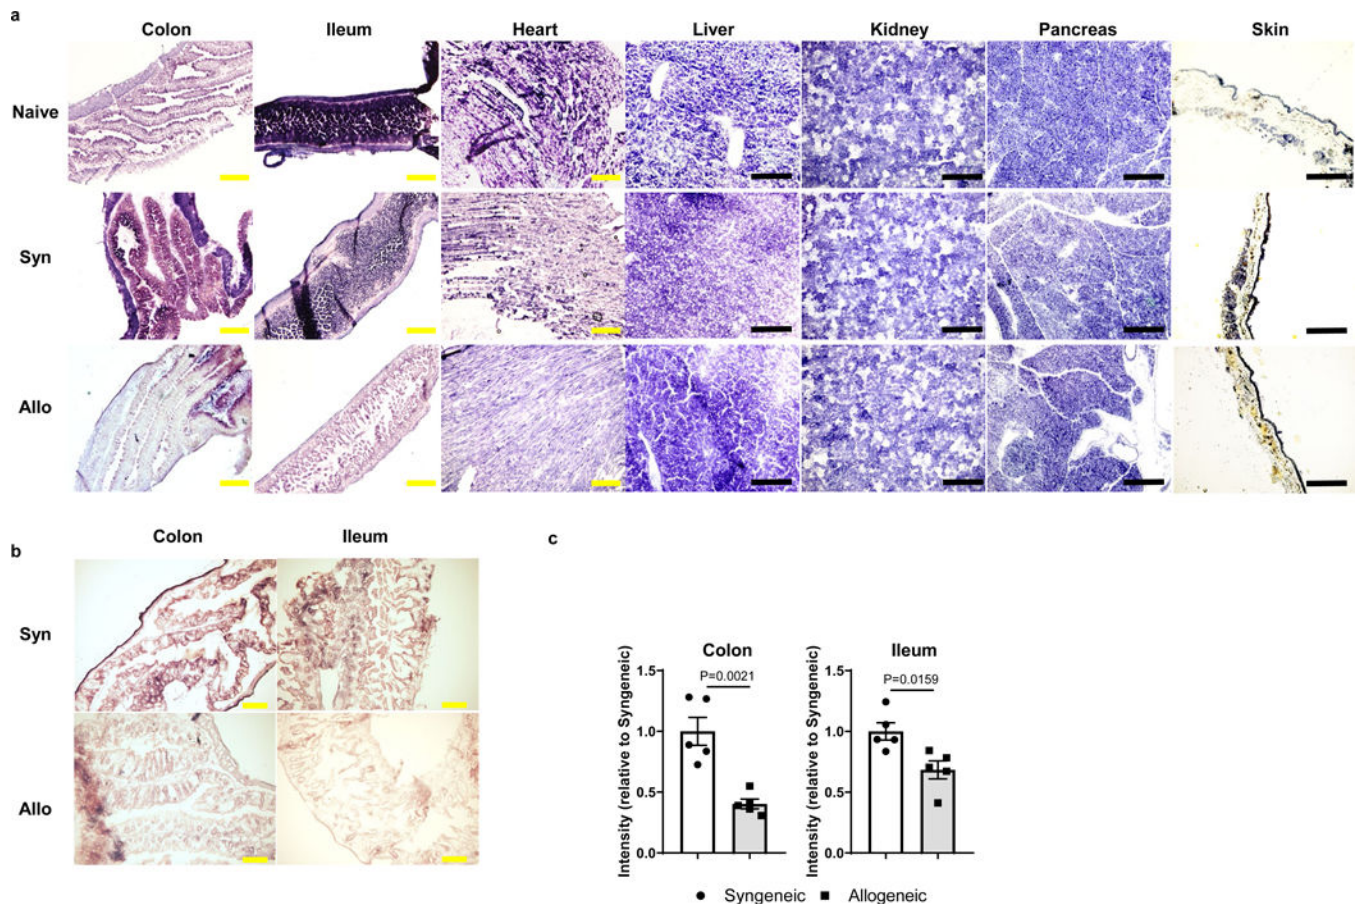 a
Colon Ileum Heart Liver Kidney Pancreas Skin
Naive
Syn
Allo
b
Colon Ileum
Syn
Allo
c
Colon Ileum
Intensity (relative to Syngeneic)
1.5
1.0
0.5
0.0
P=0.0021
Intensity (relative to Syngeneic)
1.5
1.0
0.5
0.0
P=0.0159
● Syngeneic ■ Allogeneic